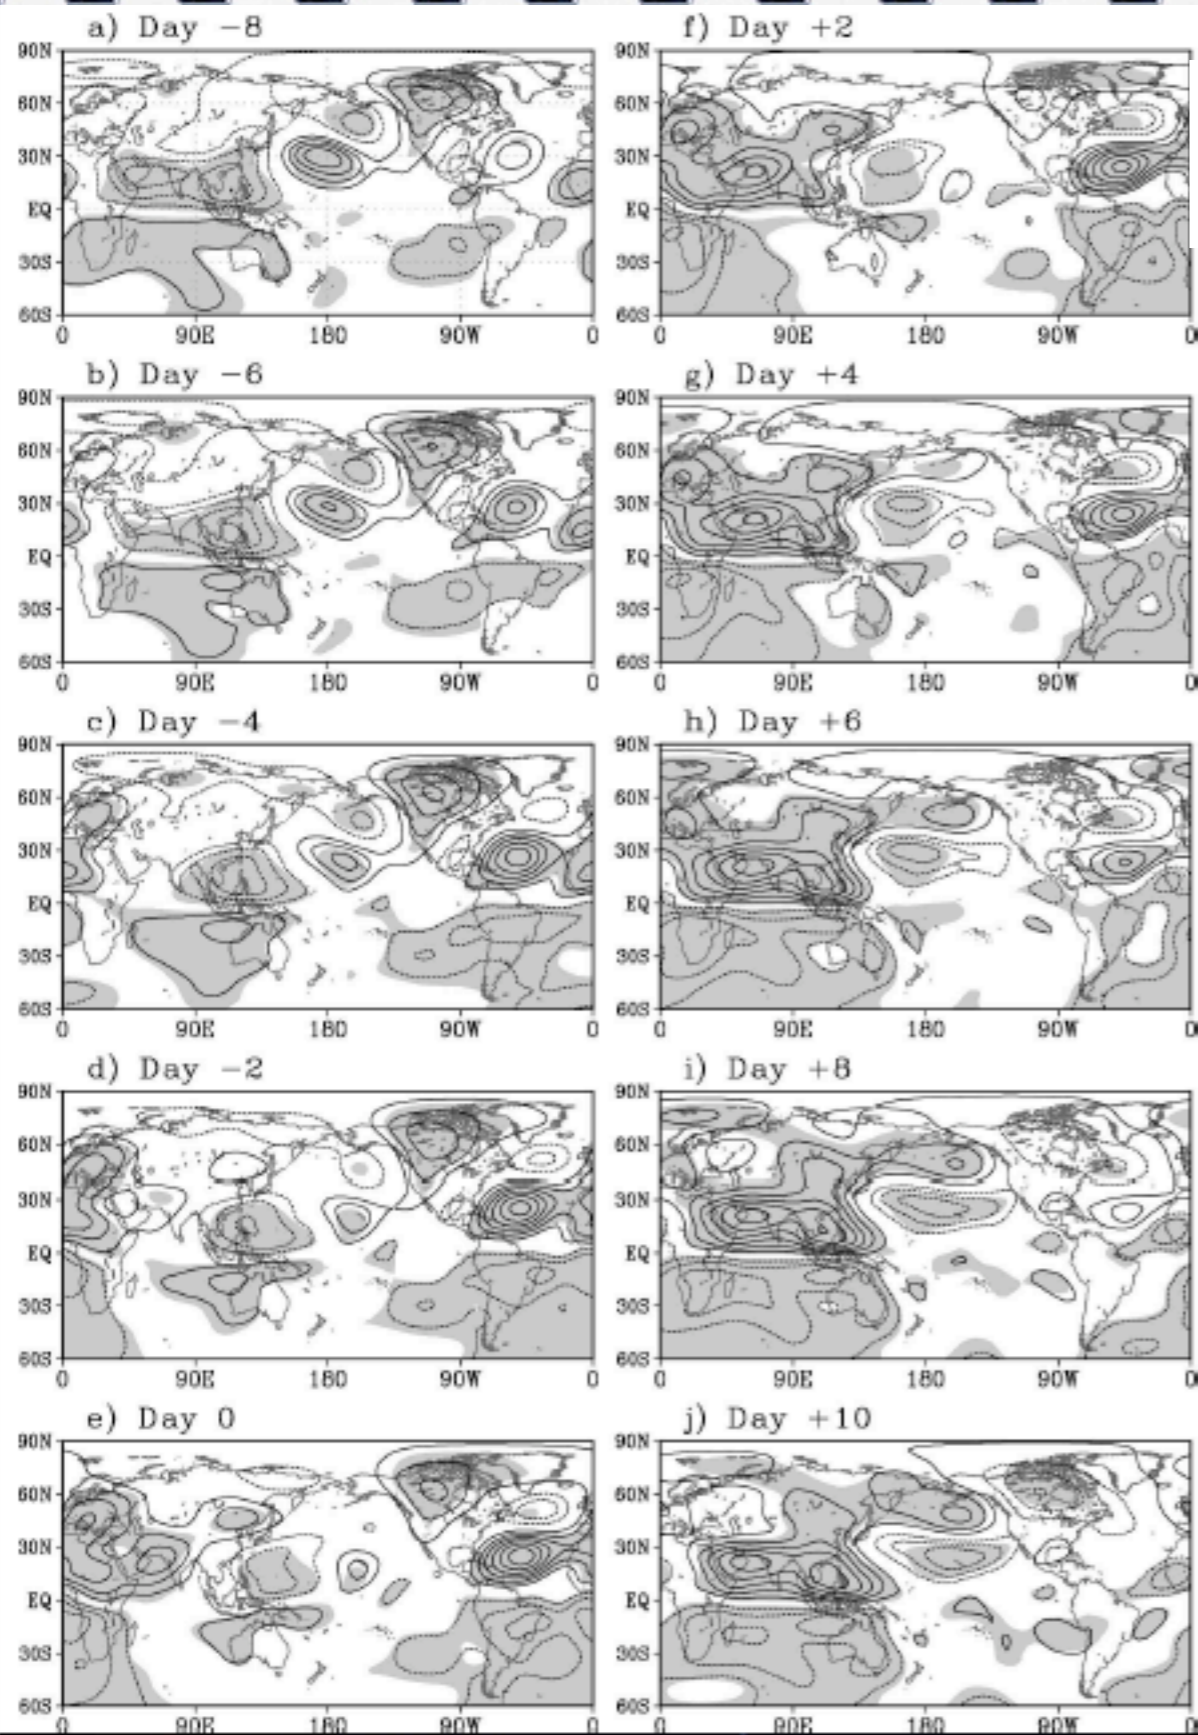 a) Day −8
90N
60N
30N
EQ
30S
60S
0 90E 180 90W 0
b) Day −6
90N
60N
30N
EQ
30S
60S
0 90E 180 90W 0
c) Day −4
90N
60N
30N
EQ
30S
60S
0 90E 180 90W 0
d) Day −2
90N
60N
30N
EQ
30S
60S
0 90E 180 90W 0
e) Day 0
90N
60N
30N
EQ
30S
60S
0 90E 180 90W 0
f) Day +2
90N
60N
30N
EQ
30S
60S
0 90E 180 90W 0
g) Day +4
90N
60N
30N
EQ
30S
60S
0 90E 180 90W 0
h) Day +6
90N
60N
30N
EQ
30S
60S
0 90E 180 90W 0
i) Day +8
90N
60N
30N
EQ
30S
60S
0 90E 180 90W 0
j) Day +10
90N
60N
30N
EQ
30S
60S
0 90E 180 90W 0